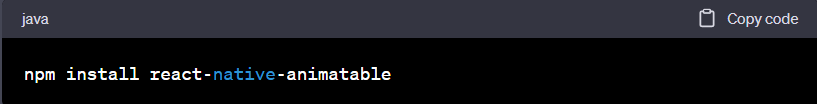 java Copy code
npm install react-native-animatable